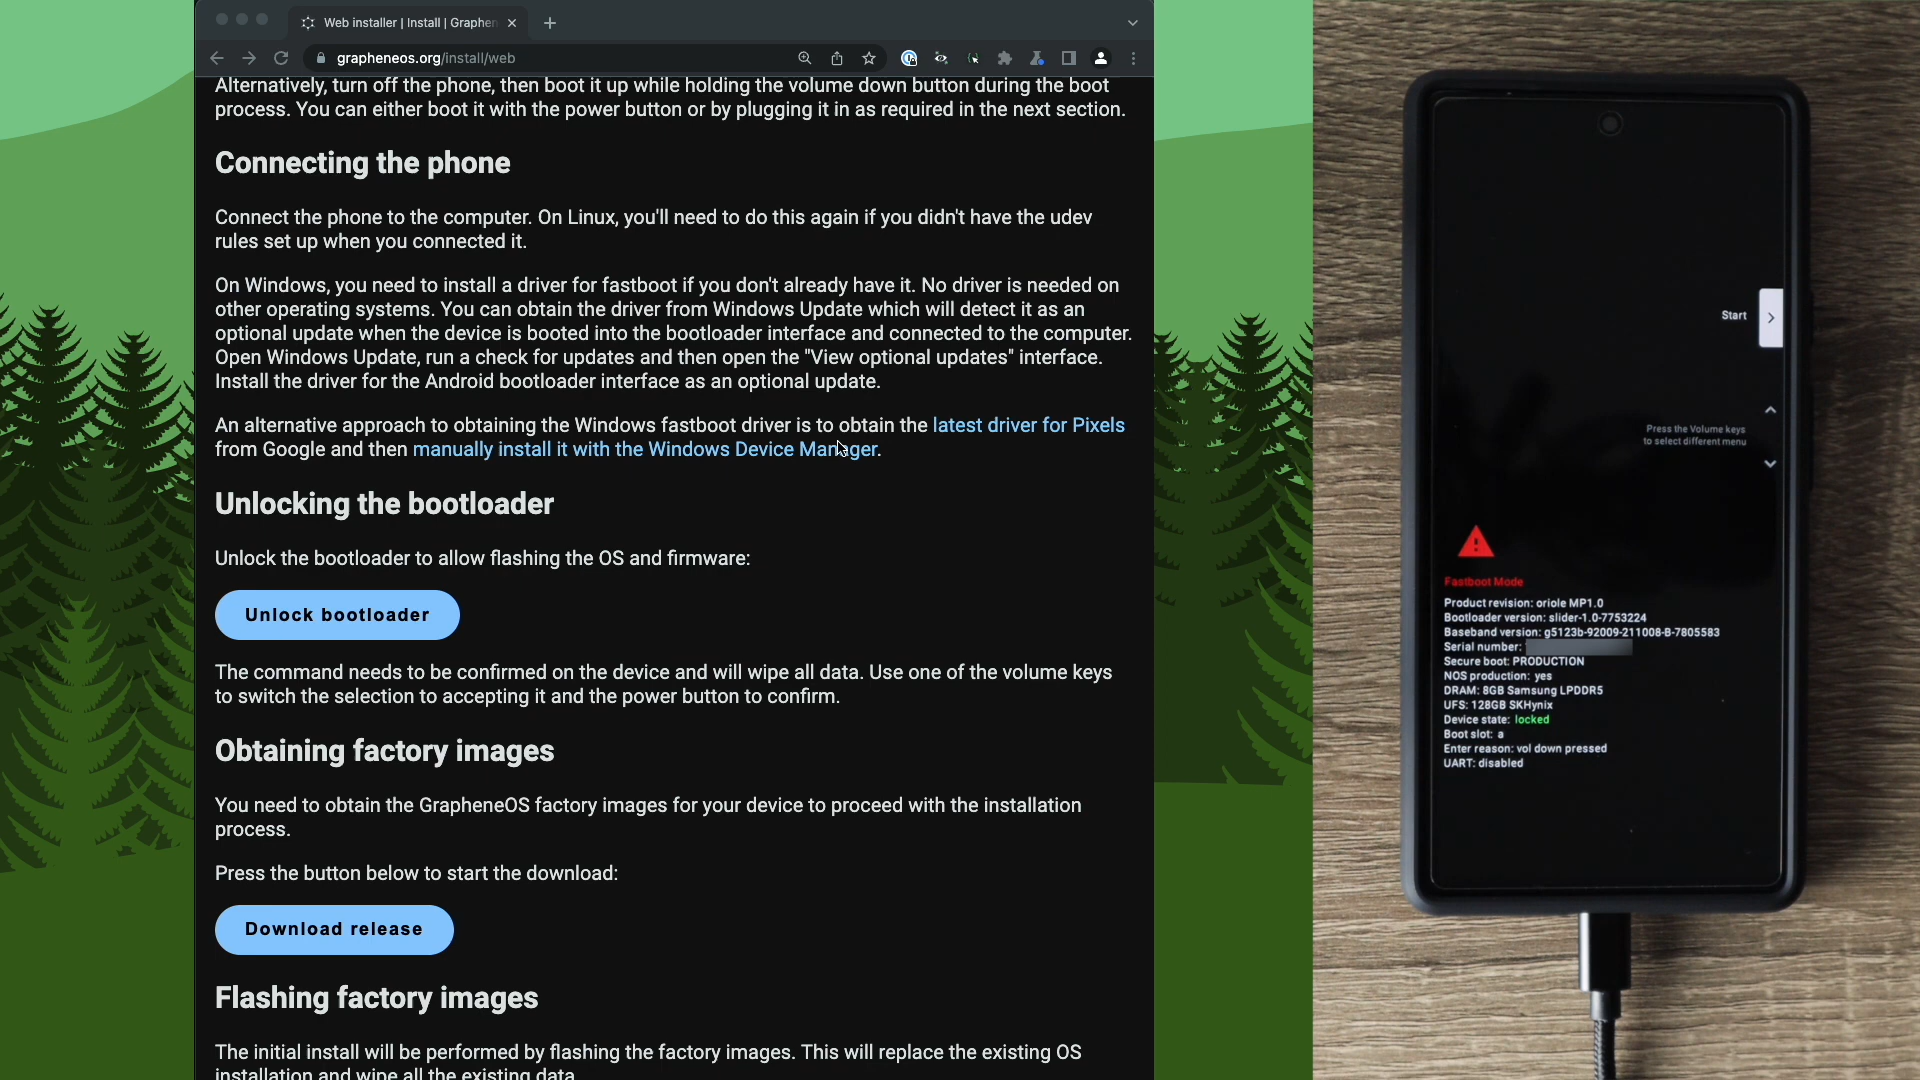 Web installer | Install | Graphen
grapheneos.org/install/web
Alternatively, turn off the phone, then boot it up while holding the volume down button during the boot
process. You can either boot it with the power button or by plugging it in as required in the next section.
Connecting the phone
Connect the phone to the computer. On Linux, you'll need to do this again if you didn't have the udev
rules set up when you connected it.
On Windows, you need to install a driver for fastboot if you don't already have it. No driver is needed on
other operating systems. You can obtain the driver from Windows Update which will detect it as an
optional update when the device is booted into the bootloader interface and connected to the computer.
Open Windows Update, run a check for updates and then open the "View optional updates" interface.
Install the driver for the Android bootloader interface as an optional update.
An alternative approach to obtaining the Windows fastboot driver is to obtain the latest driver for Pixels
from Google and then manually install it with the Windows Device Manager.
Unlocking the bootloader
Unlock the bootloader to allow flashing the OS and firmware:
Unlock bootloader
The command needs to be confirmed on the device and will wipe all data. Use one of the volume keys
to switch the selection to accepting it and the power button to confirm.
Obtaining factory images
You need to obtain the GrapheneOS factory images for your device to proceed with the installation
process.
Press the button below to start the download:
Download release
Flashing factory images
The initial install will be performed by flashing the factory images. This will replace the existing OS
installation and wipe all the existing data.
Start
Press the Volume keys
to select different menu
Fastboot Mode
Product revision: oriole MP1.0
Bootloader version: slider-1.0-7753224
Baseband version: g5123b-92009-211008-B-7805583
Serial number:
Secure boot: PRODUCTION
NOS production: yes
DRAM: 8GB Samsung LPDDR5
UFS: 128GB SKHynix
Device state: locked
Boot slot: a
Enter reason: vol down pressed
UART: disabled